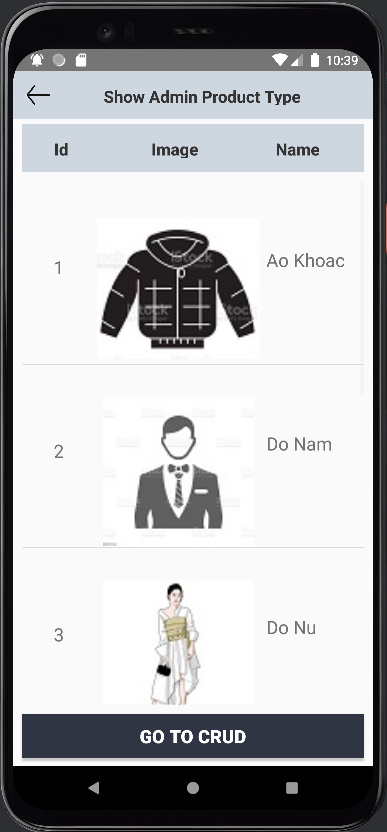 10:39
Show Admin Product Type
Id Image Name
1 Ao Khoac
iStock
2 Do Nam
3 Do Nu
GO TO CRUD